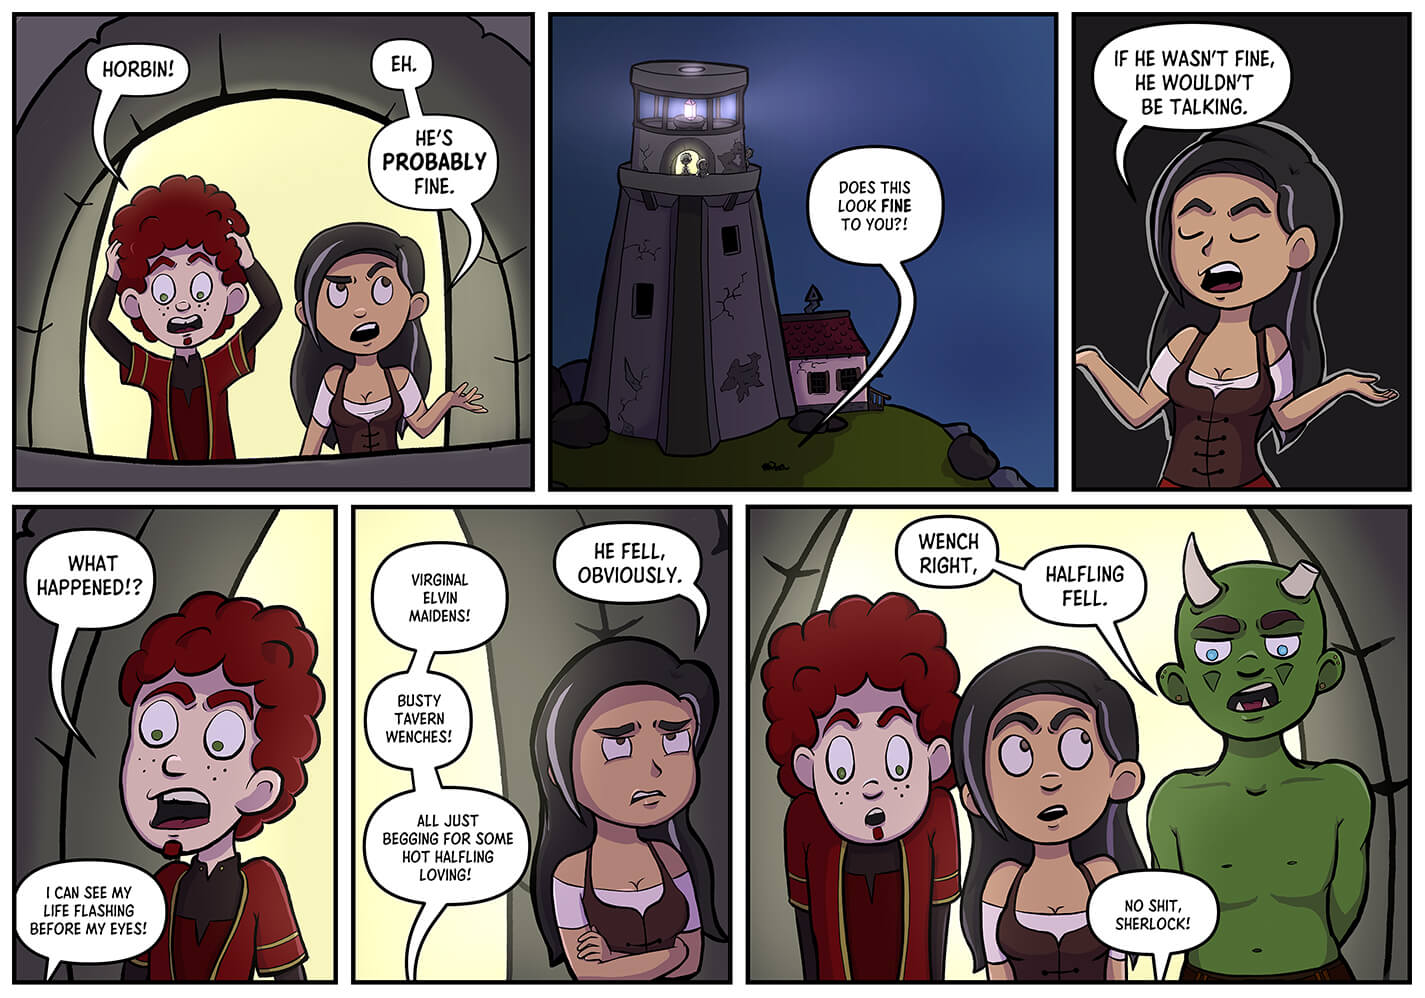 HORBIN!
EH.
HE'S
PROBABLY
FINE.
DOES THIS
LOOK FINE
TO YOU?!
IF HE WASN'T FINE,
HE WOULDN'T
BE TALKING.
WHAT
HAPPENED!?
I CAN SEE MY
LIFE FLASHING
BEFORE MY EYES!
HE FELL,
OBVIOUSLY.
VIRGINAL
ELVIN
MAIDENS!
BUSTY
TAVERN
WENCHES!
ALL JUST
BEGGING FOR SOME
HOT HALFLING
LOVING!
WENCH
RIGHT,
HALFLING
FELL.
NO SHIT,
SHERLOCK!